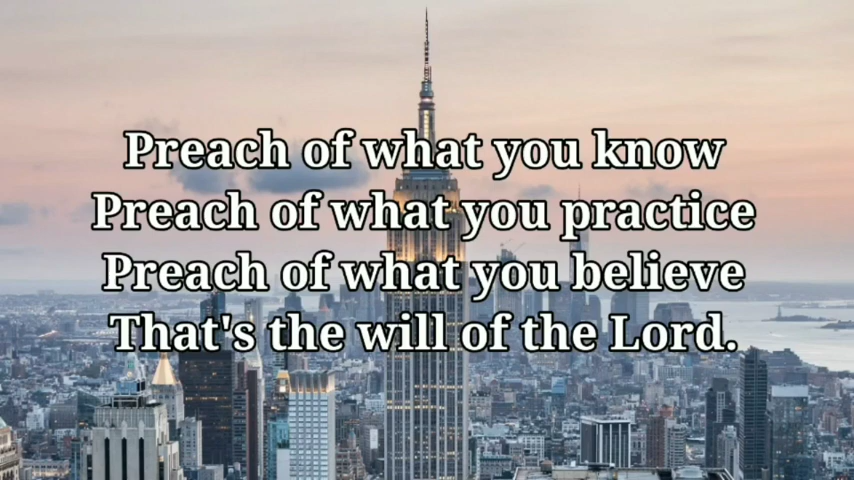 Preach of what you know
Preach of what you practice
Preach of what you believe
That's the will of the Lord.